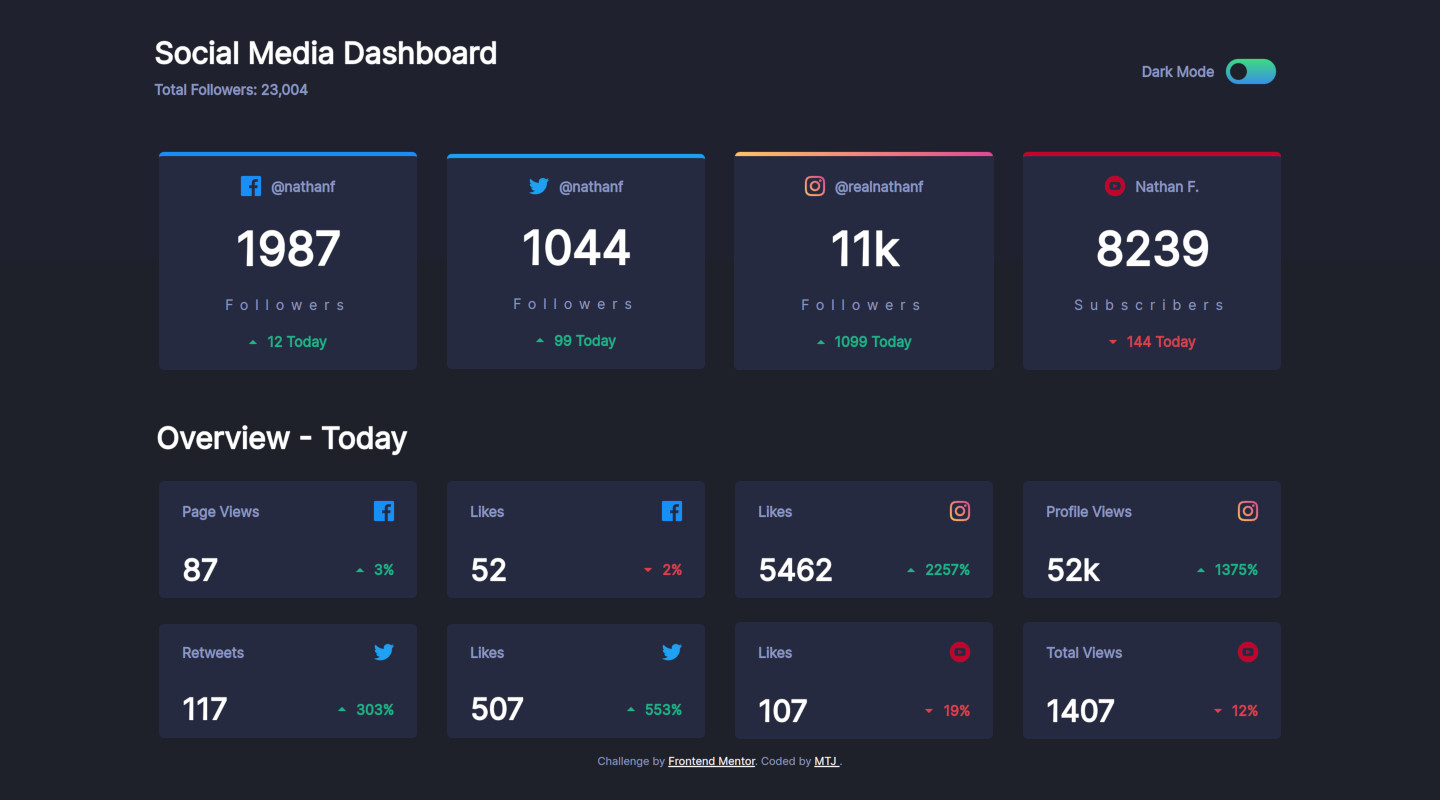 Social Media Dashboard
Total Followers: 23,004
Dark Mode
@nathanf
1987
Followers
12 Today
@nathanf
1044
Followers
99 Today
@realnathanf
11k
Followers
1099 Today
Nathan F.
8239
Subscribers
144 Today
Overview - Today
Page Views
87
3%
Likes
52
2%
Likes
5462
2257%
Profile Views
52k
1375%
Retweets
117
303%
Likes
507
553%
Likes
107
19%
Total Views
1407
12%
Challenge by Frontend Mentor. Coded by MTJ .